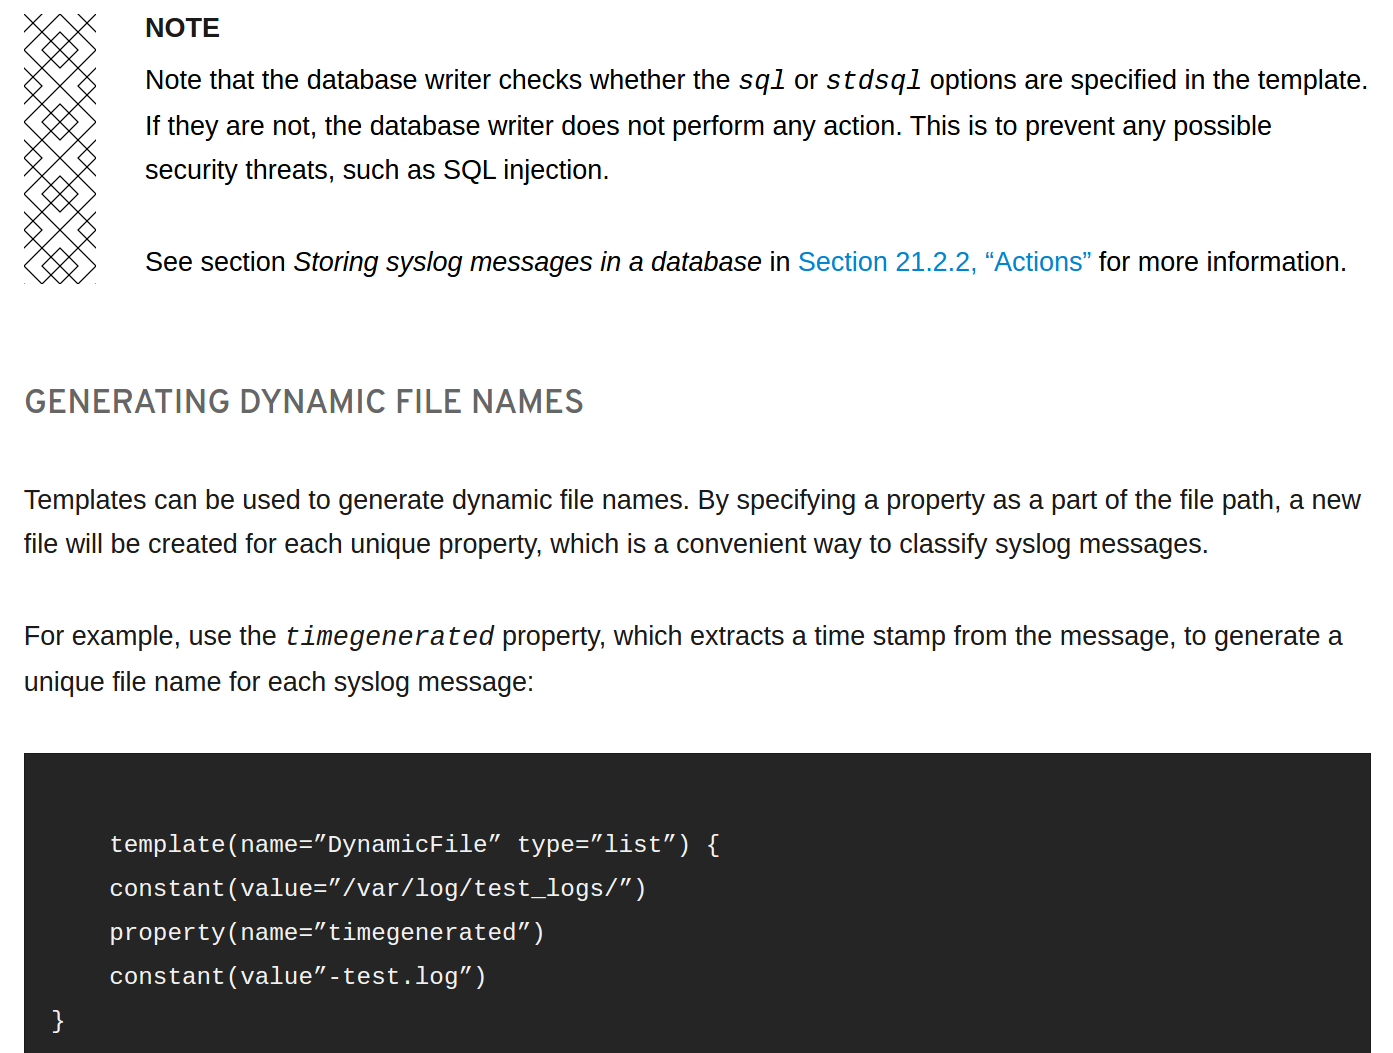 NOTE
Note that the database writer checks whether the sql or stdsql options are specified in the template.
If they are not, the database writer does not perform any action. This is to prevent any possible
security threats, such as SQL injection.
See section Storing syslog messages in a database in Section 21.2.2, “Actions” for more information.
GENERATING DYNAMIC FILE NAMES
Templates can be used to generate dynamic file names. By specifying a property as a part of the file path, a new
file will be created for each unique property, which is a convenient way to classify syslog messages.
For example, use the timegenerated property, which extracts a time stamp from the message, to generate a
unique file name for each syslog message:
template(name=”DynamicFile” type=”list”) {
constant(value=”/var/log/test_logs/”)
property(name=”timegenerated”)
constant(value”-test.log”)
}